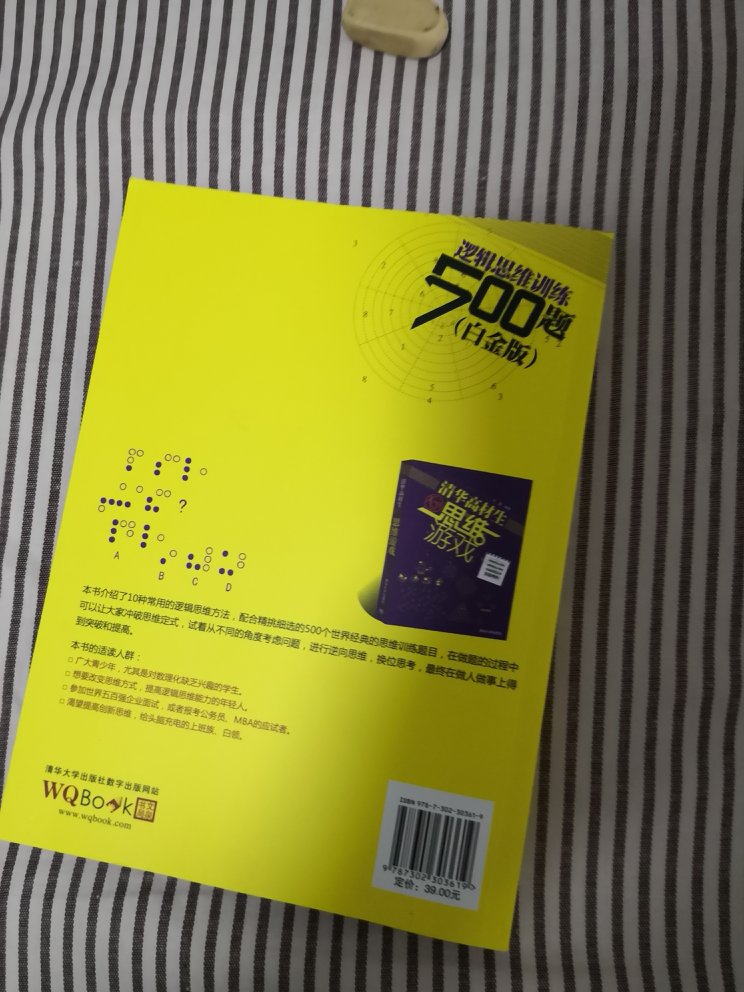 逻辑思维训练
500题
（白金版）
清华高材生
思维
游戏
?
A
B
C
D
本书介绍了10种常用的逻辑思维方法，配合精挑细选的500个世界经典的思维训练题目，在做题的过程中
可以让大家冲破思维定式，试着从不同的角度考虑问题，进行逆向思维，换位思考，最终在做人做事上得
到突破和提高。
本书的适读人群：
□ 广大青少年，尤其是对数理化缺乏兴趣的学生。
□ 想要改变思维方式，提高逻辑思维能力的年轻人。
□ 参加世界五百强企业面试，或者报考公务员、MBA的应试者。
□ 渴望提高创新思维，给头脑充电的上班族、白领。
清华大学出版社数字出版网站
WQBook
www.wqbook.com
ISBN 978-7-302-30361-9
9 787302 303619>
定价：39.00元